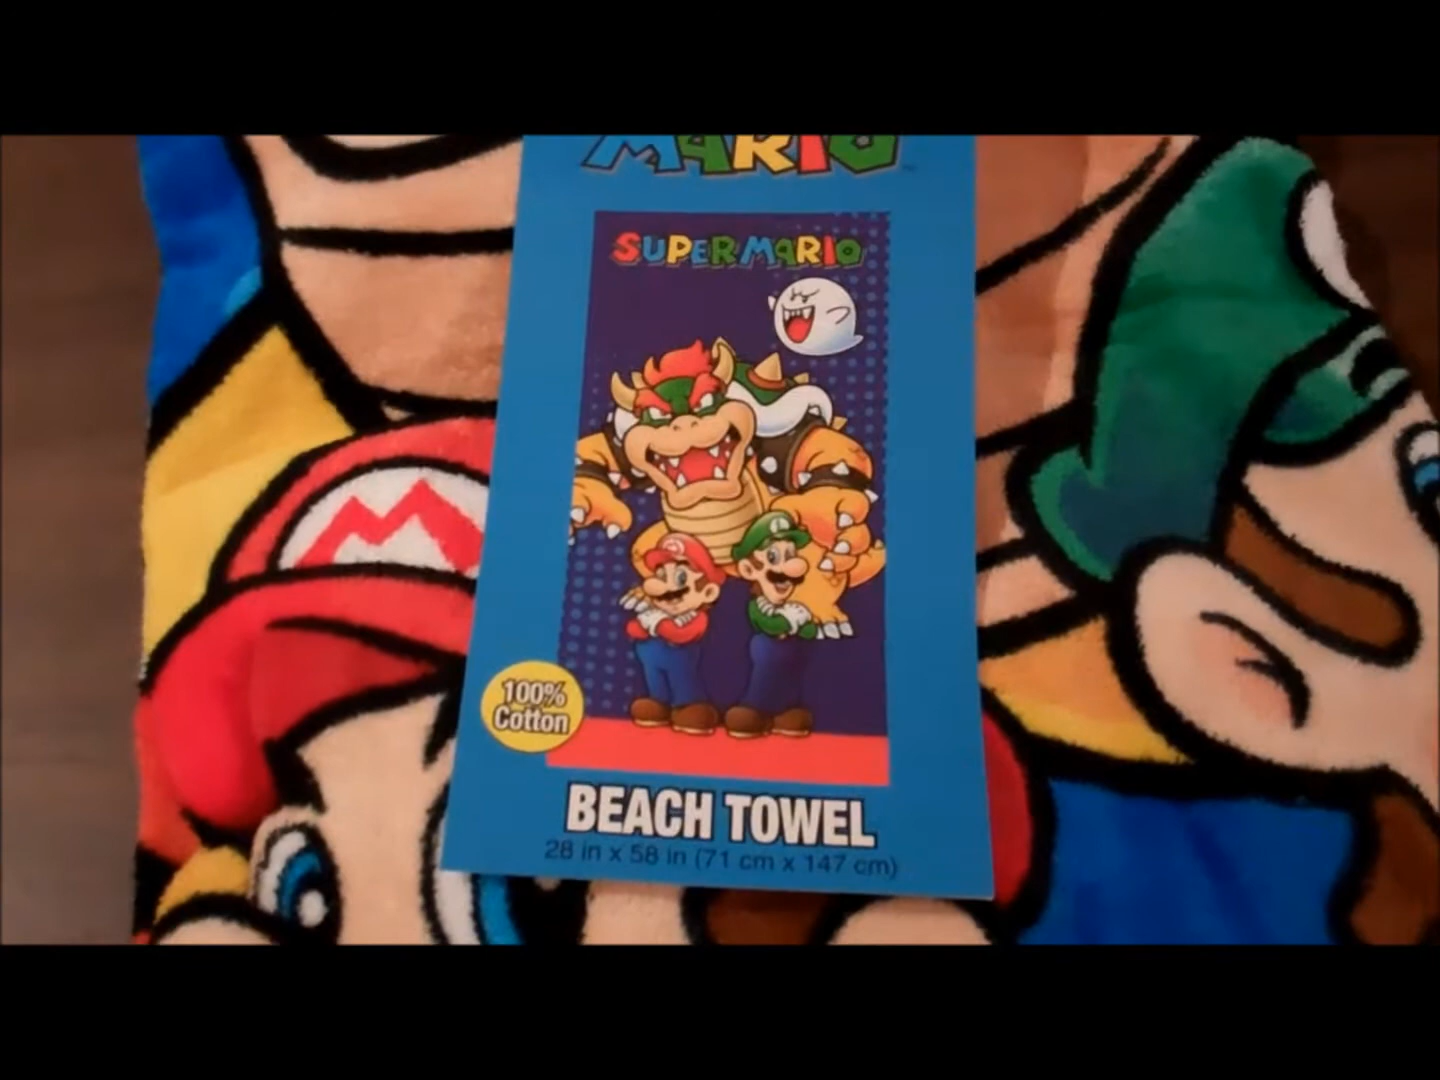 MARIO
SUPER MARIO
100%
Cotton
BEACH TOWEL
28 in x 58 in (71 cm x 147 cm)